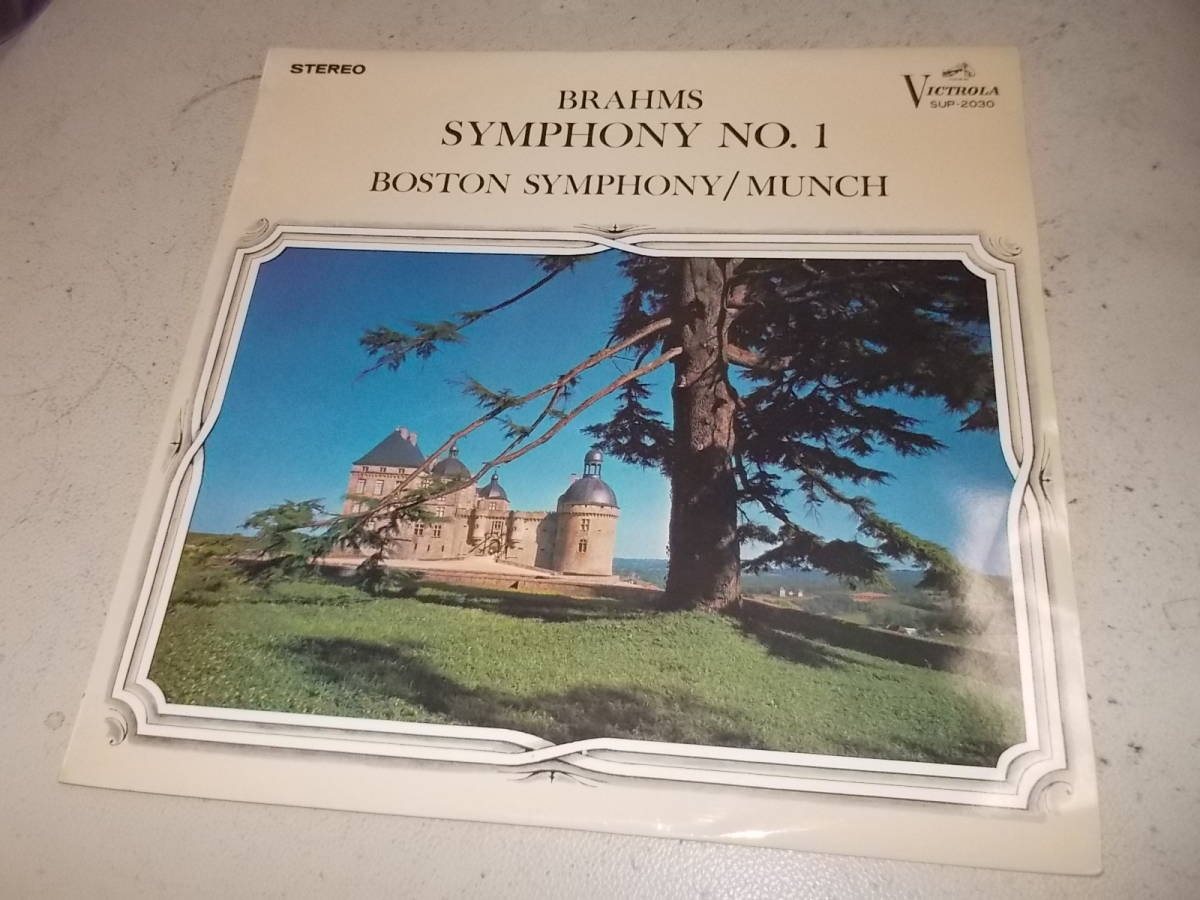 STEREO
VICTROLA
SUP-2030
BRAHMS
SYMPHONY NO. 1
BOSTON SYMPHONY/MUNCH